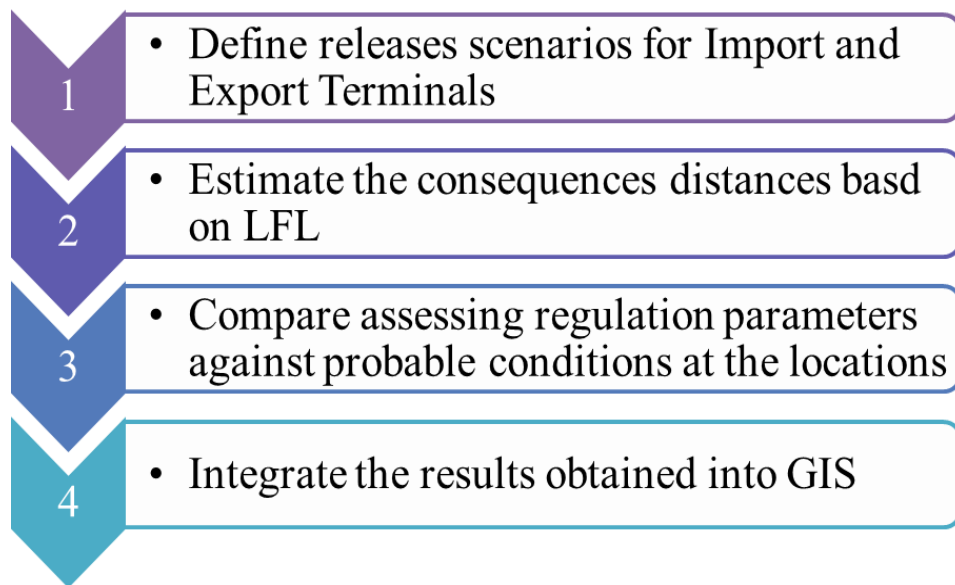 1
• Define releases scenarios for Import and
Export Terminals
2
• Estimate the consequences distances basd
on LFL
3
• Compare assessing regulation parameters
against probable conditions at the locations
4
• Integrate the results obtained into GIS